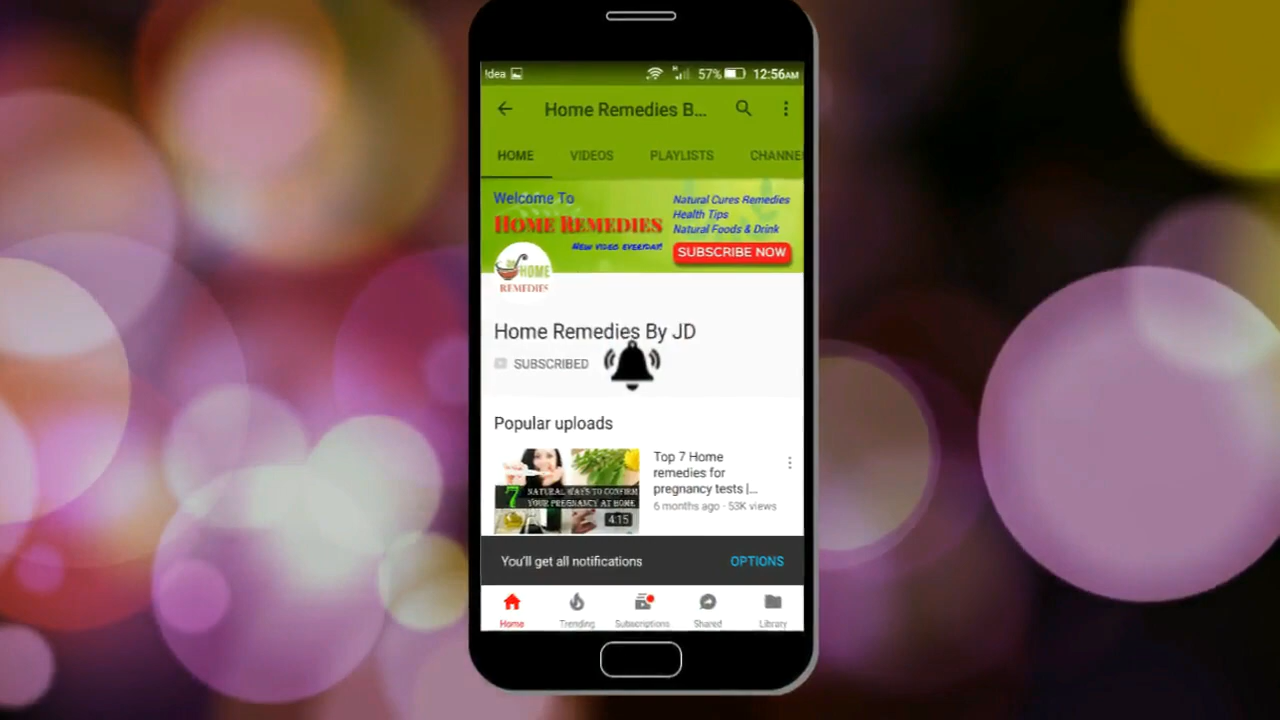 !dea 57% 12:56AM
Home Remedies B...
HOME VIDEOS PLAYLISTS CHANNE
Welcome To
HOME REMEDIES
NEW VIDEO EVERYDAY!
Natural Cures Remedies
Health Tips
Natural Foods & Drink
SUBSCRIBE NOW
HOME
REMEDIES
Home Remedies By JD
SUBSCRIBED
Popular uploads
7 NATURAL WAYS TO CONFIRM
YOUR PREGNANCY AT HOME
4:15
Top 7 Home
remedies for
pregnancy tests |...
6 months ago · 53K views
You'll get all notifications OPTIONS
Home Trending Subscriptions Shared Library